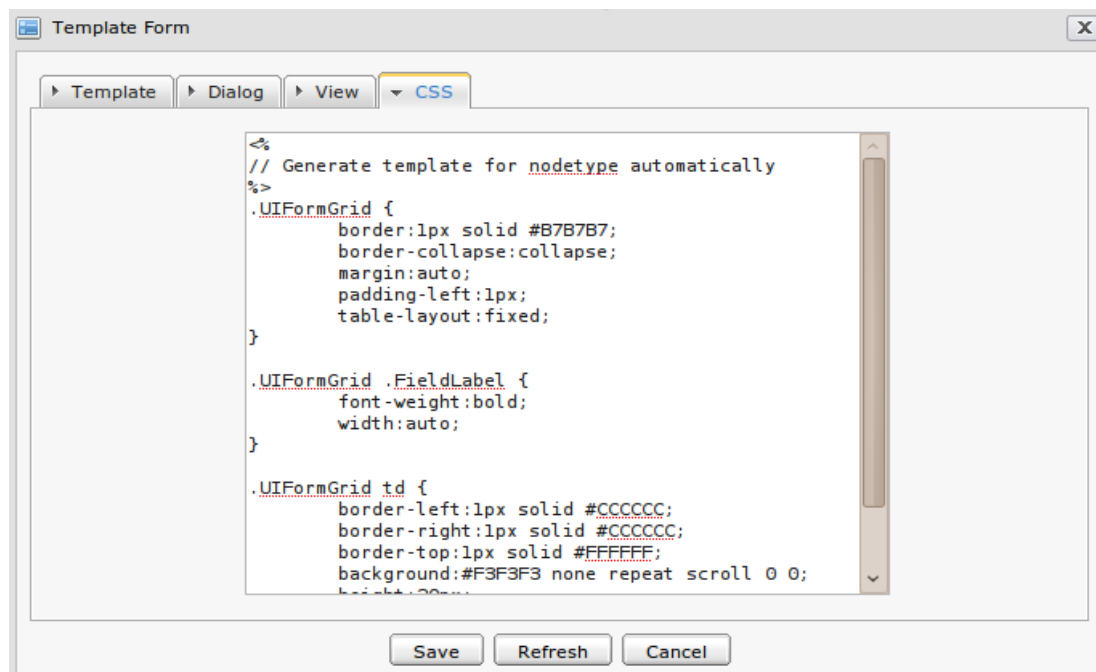 Template Form
Template Dialog View CSS
<%
// Generate template for nodetype automatically
%>
.UIFormGrid {
border:1px solid #B7B7B7;
border-collapse:collapse;
margin:auto;
padding-left:1px;
table-layout:fixed;
}
.UIFormGrid .FieldLabel {
font-weight:bold;
width:auto;
}
.UIFormGrid td {
border-left:1px solid #CCCCCC;
border-right:1px solid #CCCCCC;
border-top:1px solid #FFFFFF;
background:#F3F3F3 none repeat scroll 0 0;
Save Refresh Cancel